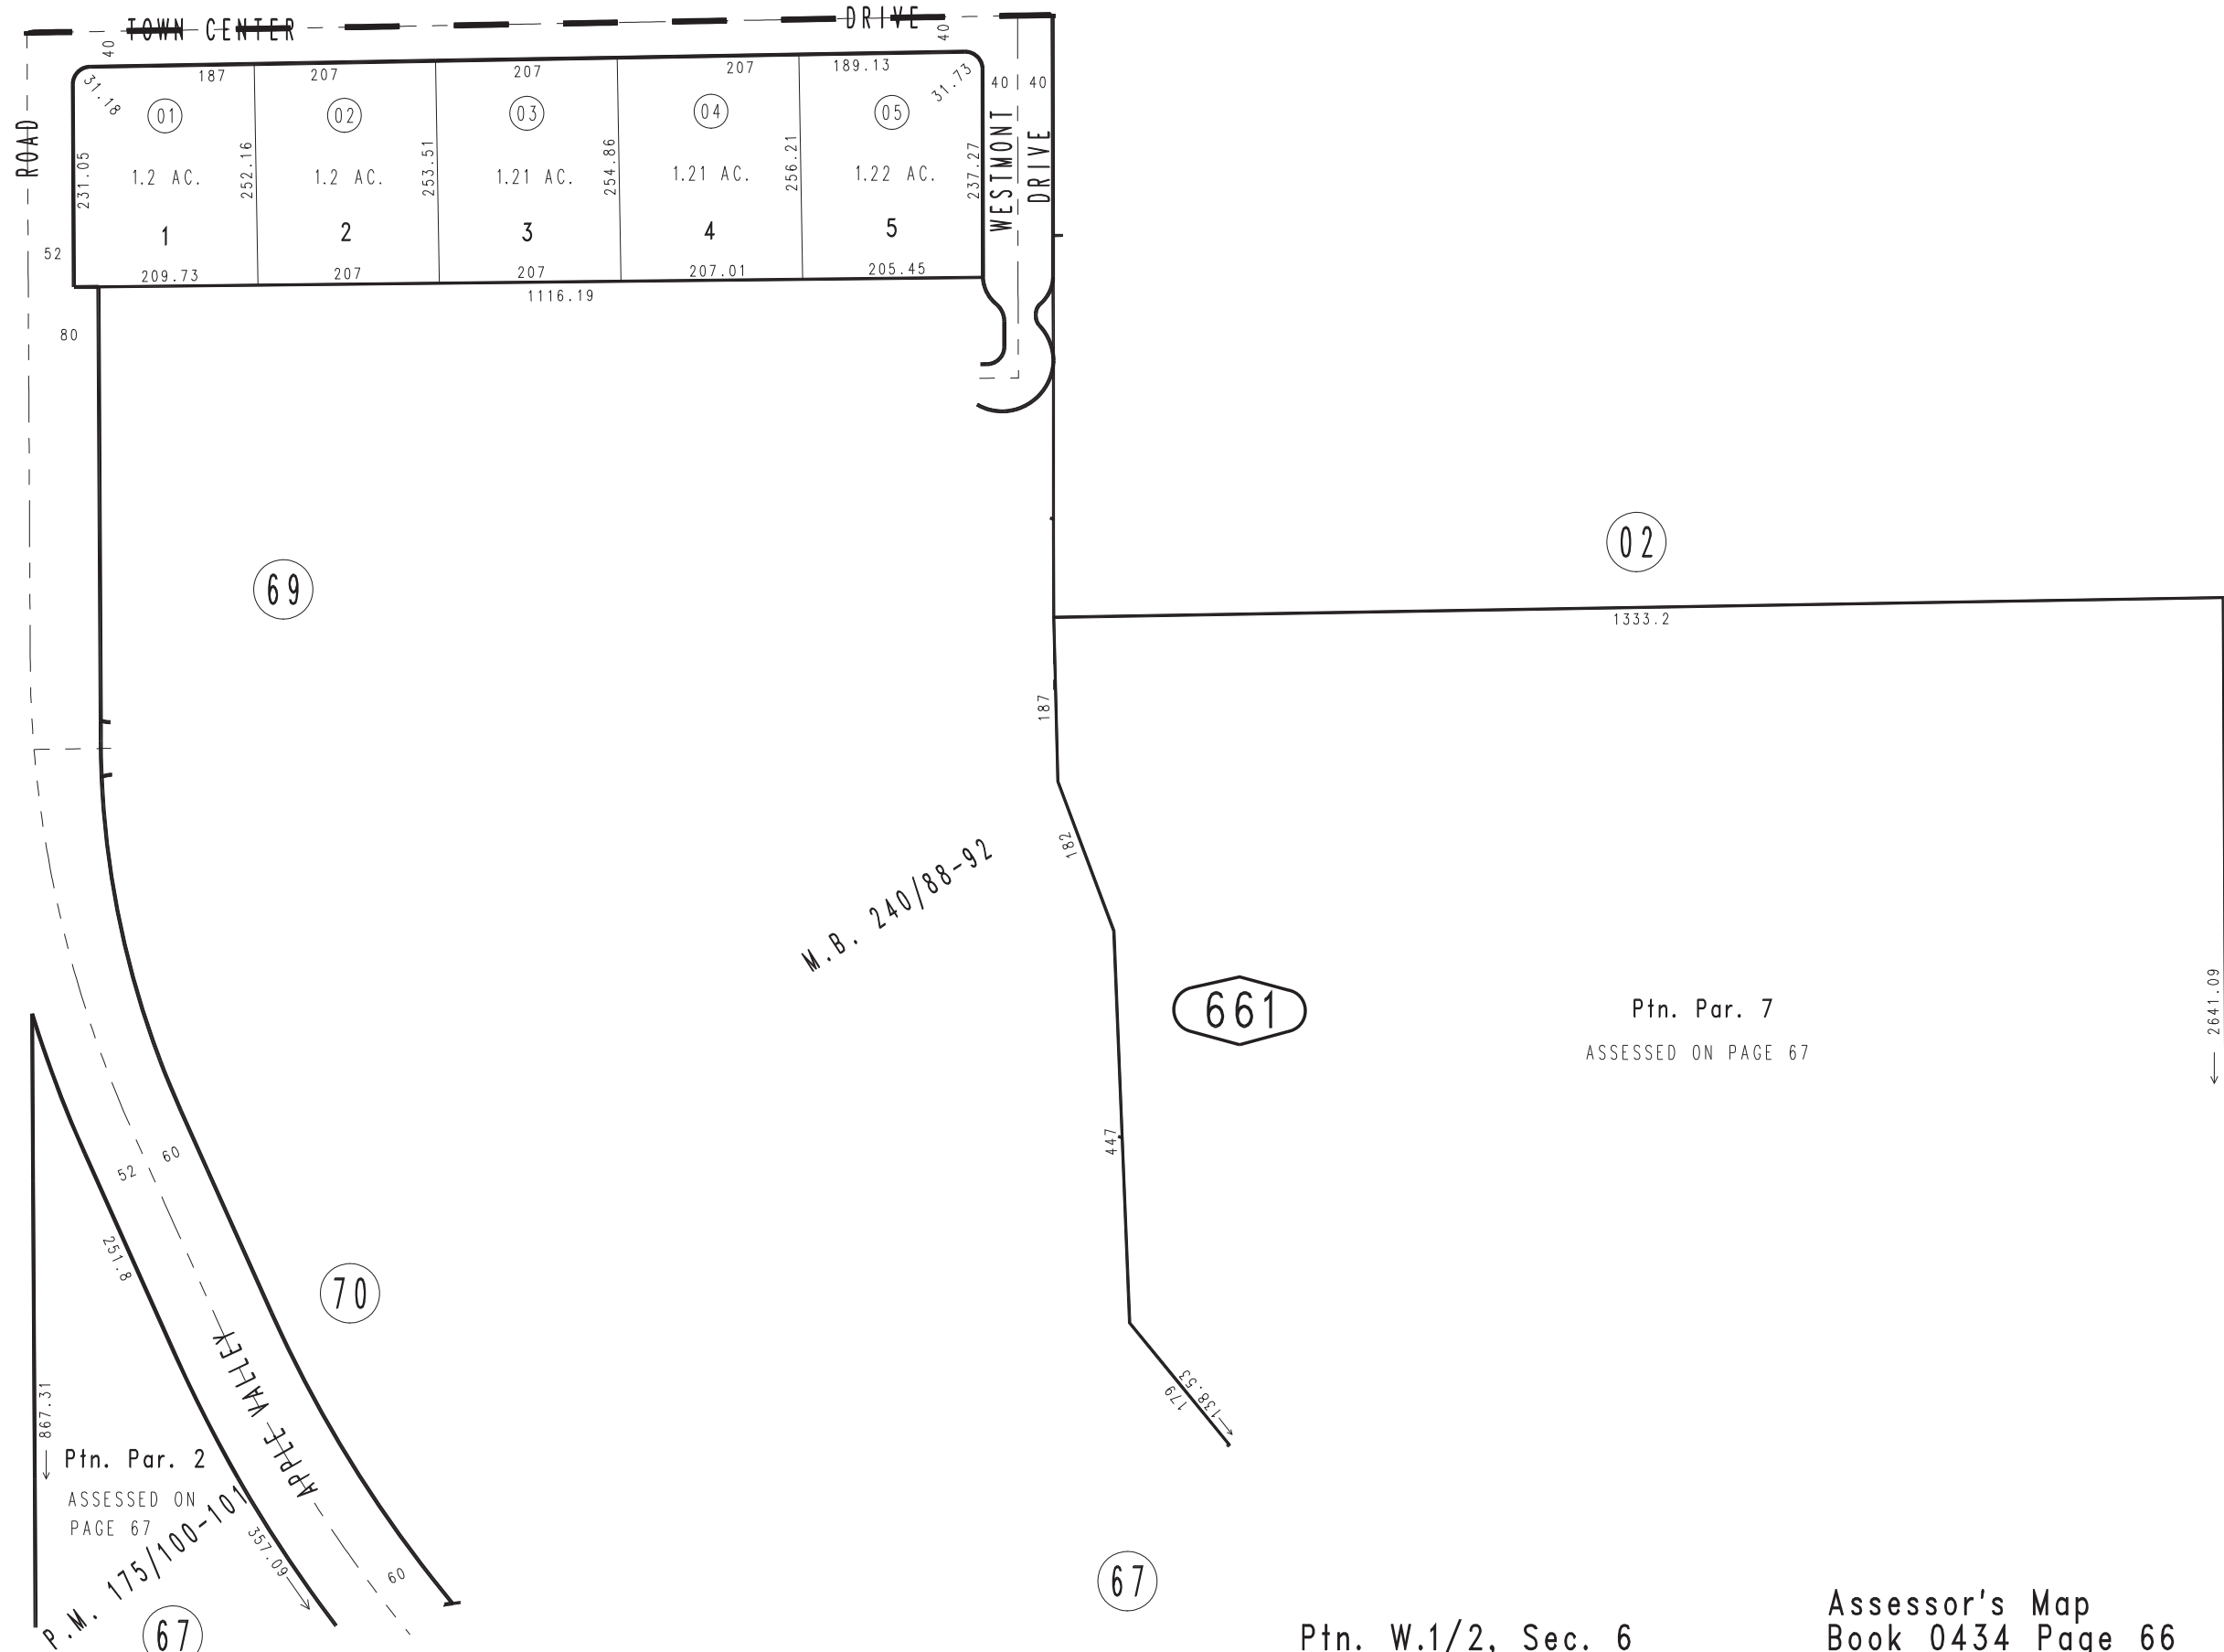 TOWN CENTER DRIVE
40
40
187
207
207
207
189.13
31.18
31.73
40
40
ROAD
01
02
03
04
05
WESTMONT
DRIVE
231.05
252.16
253.51
254.86
256.21
237.27
1.2 AC.
1.2 AC.
1.21 AC.
1.21 AC.
1.22 AC.
1
2
3
4
5
52
209.73
207
207
207.01
205.45
1116.19
80
69
02
1333.2
187
182
M.B. 240/88-92
661
Ptn. Par. 7
ASSESSED ON PAGE 67
2641.09
447
52
60
251.8
70
APPLE VALLEY
179
138.53
867.31
Ptn. Par. 2
ASSESSED ON
PAGE 67
P.M. 175/100-101
357.09
60
67
67
Ptn. W.1/2, Sec. 6
Assessor's Map
Book 0434 Page 66